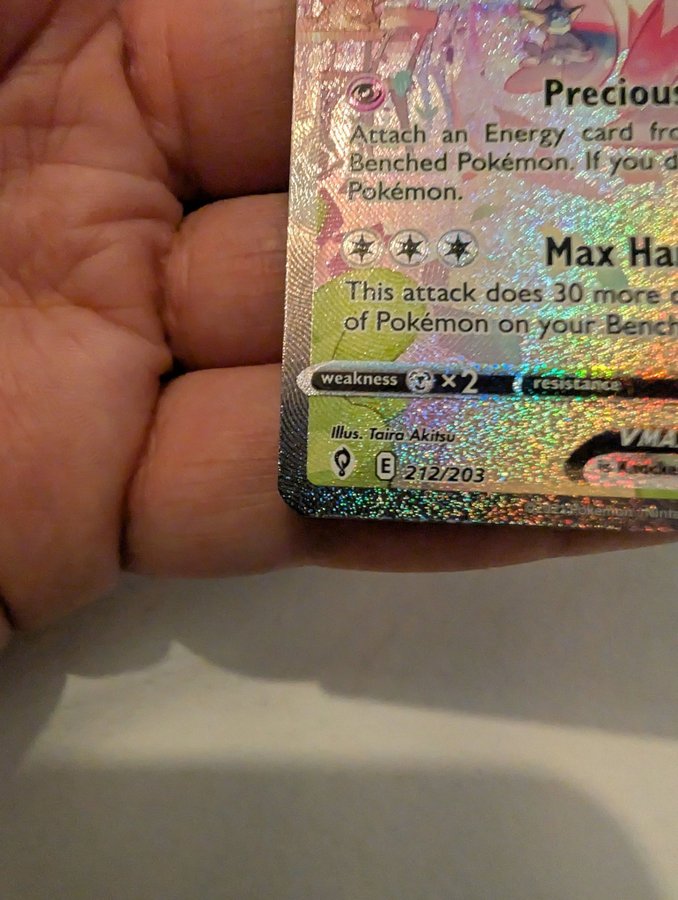 Precious
Attach an Energy card fro
Benched Pokémon. If you d
Pokémon.
Max Ha
This attack does 30 more d
of Pokémon on your Bench
weakness ×2 resistance
Illus. Taira Akitsu
VMA
E 212/203